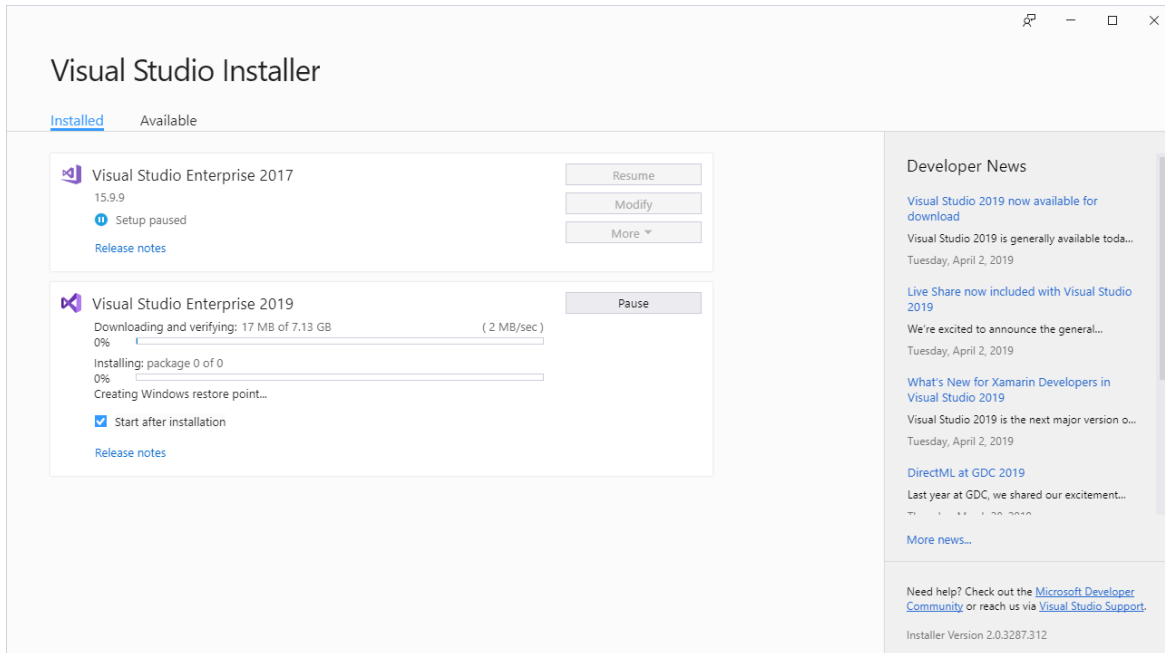 Visual Studio Installer
Installed
Available
Visual Studio Enterprise 2017
15.9.9
Setup paused
Release notes
Resume
Modify
More
Visual Studio Enterprise 2019
Downloading and verifying: 17 MB of 7.13 GB
( 2 MB/sec )
0%
Installing: package 0 of 0
0%
Creating Windows restore point...
Start after installation
Release notes
Pause
Developer News
Visual Studio 2019 now available for
download
Visual Studio 2019 is generally available toda...
Tuesday, April 2, 2019
Live Share now included with Visual Studio
2019
We're excited to announce the general...
Tuesday, April 2, 2019
What's New for Xamarin Developers in
Visual Studio 2019
Visual Studio 2019 is the next major version o...
Tuesday, April 2, 2019
DirectML at GDC 2019
Last year at GDC, we shared our excitement...
More news...
Need help? Check out the Microsoft Developer
Community or reach us via Visual Studio Support.
Installer Version 2.0.3287.312